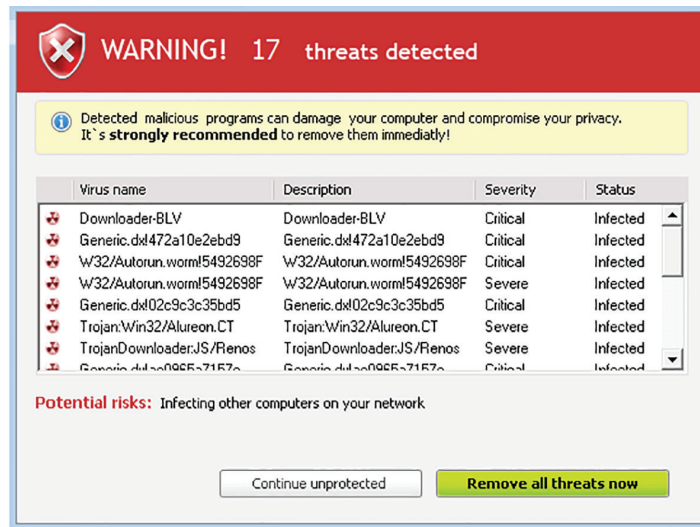 WARNING! 17 threats detected
Detected malicious programs can damage your computer and compromise your privacy.
It`s strongly recommended to remove them immediatly!
Virus name Description Severity Status
Downloader-BLV Downloader-BLV Critical Infected
Generic.dx!472a10e2ebd9 Generic.dx!472a10e2ebd9 Critical Infected
W32/Autorun.worm!5492698F W32/Autorun.worm!5492698F Critical Infected
W32/Autorun.worm!5492698F W32/Autorun.worm!5492698F Severe Infected
Generic.dx!02c9c3c35bd5 Generic.dx!02c9c3c35bd5 Critical Infected
Trojan:Win32/Alureon.CT Trojan:Win32/Alureon.CT Severe Infected
TrojanDownloader:JS/Renos TrojanDownloader:JS/Renos Severe Infected
Critical Infected
Potential risks: Infecting other computers on your network
Continue unprotected Remove all threats now